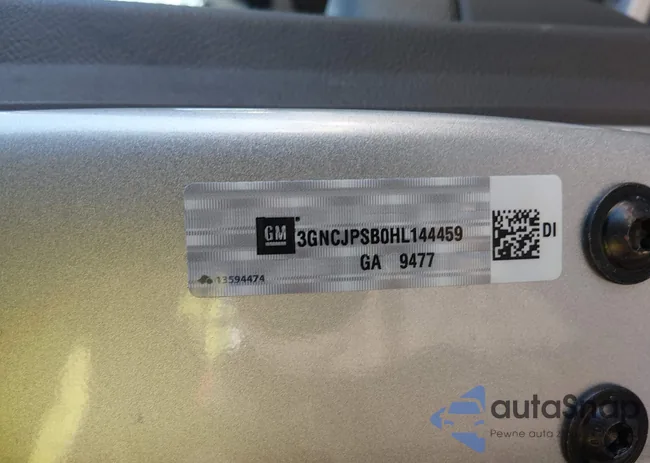 GM 3GNCJPSB0HL144459
GA 9477
13594474
DI
autaSnap
Pewne auta